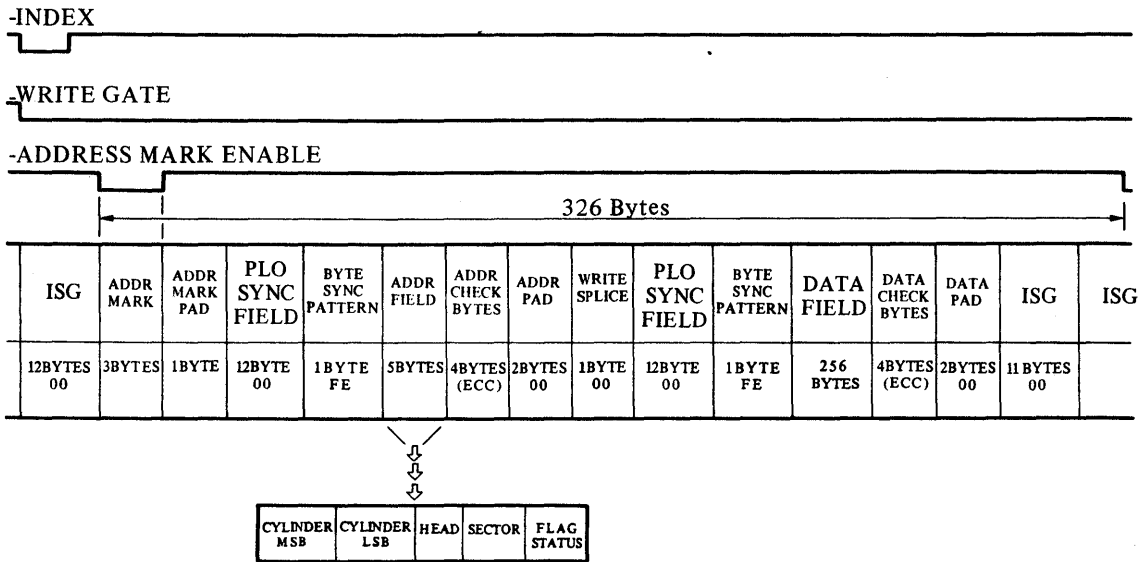 -INDEX
-WRITE GATE
-ADDRESS MARK ENABLE
326 Bytes
ISG
ADDR
MARK
ADDR
MARK
PAD
PLO
SYNC
FIELD
BYTE
SYNC
PATTERN
ADDR
FIELD
ADDR
CHECK
BYTES
ADDR
PAD
WRITE
SPLICE
PLO
SYNC
FIELD
BYTE
SYNC
PATTERN
DATA
FIELD
DATA
CHECK
BYTES
DATA
PAD
ISG
ISG
12BYTES
00
3BYTES
1BYTE
12BYTE
00
1BYTE
FE
5BYTES
4BYTES
(ECC)
2BYTES
00
1BYTE
00
12BYTE
00
1BYTE
FE
256
BYTES
4BYTES
(ECC)
2BYTES
00
11BYTES
00
CYLINDER
MSB
CYLINDER
LSB
HEAD
SECTOR
FLAG
STATUS